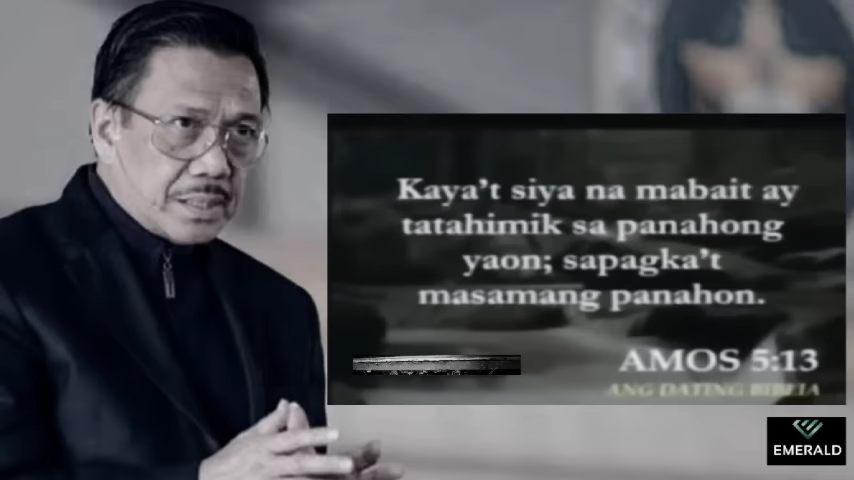 Kaya't siya na mabait ay
tatahimik sa panahong
yaon; sapagka't
masamang panahon.
AMOS 5:13
ANG DATING BIBLIA
EMERALD